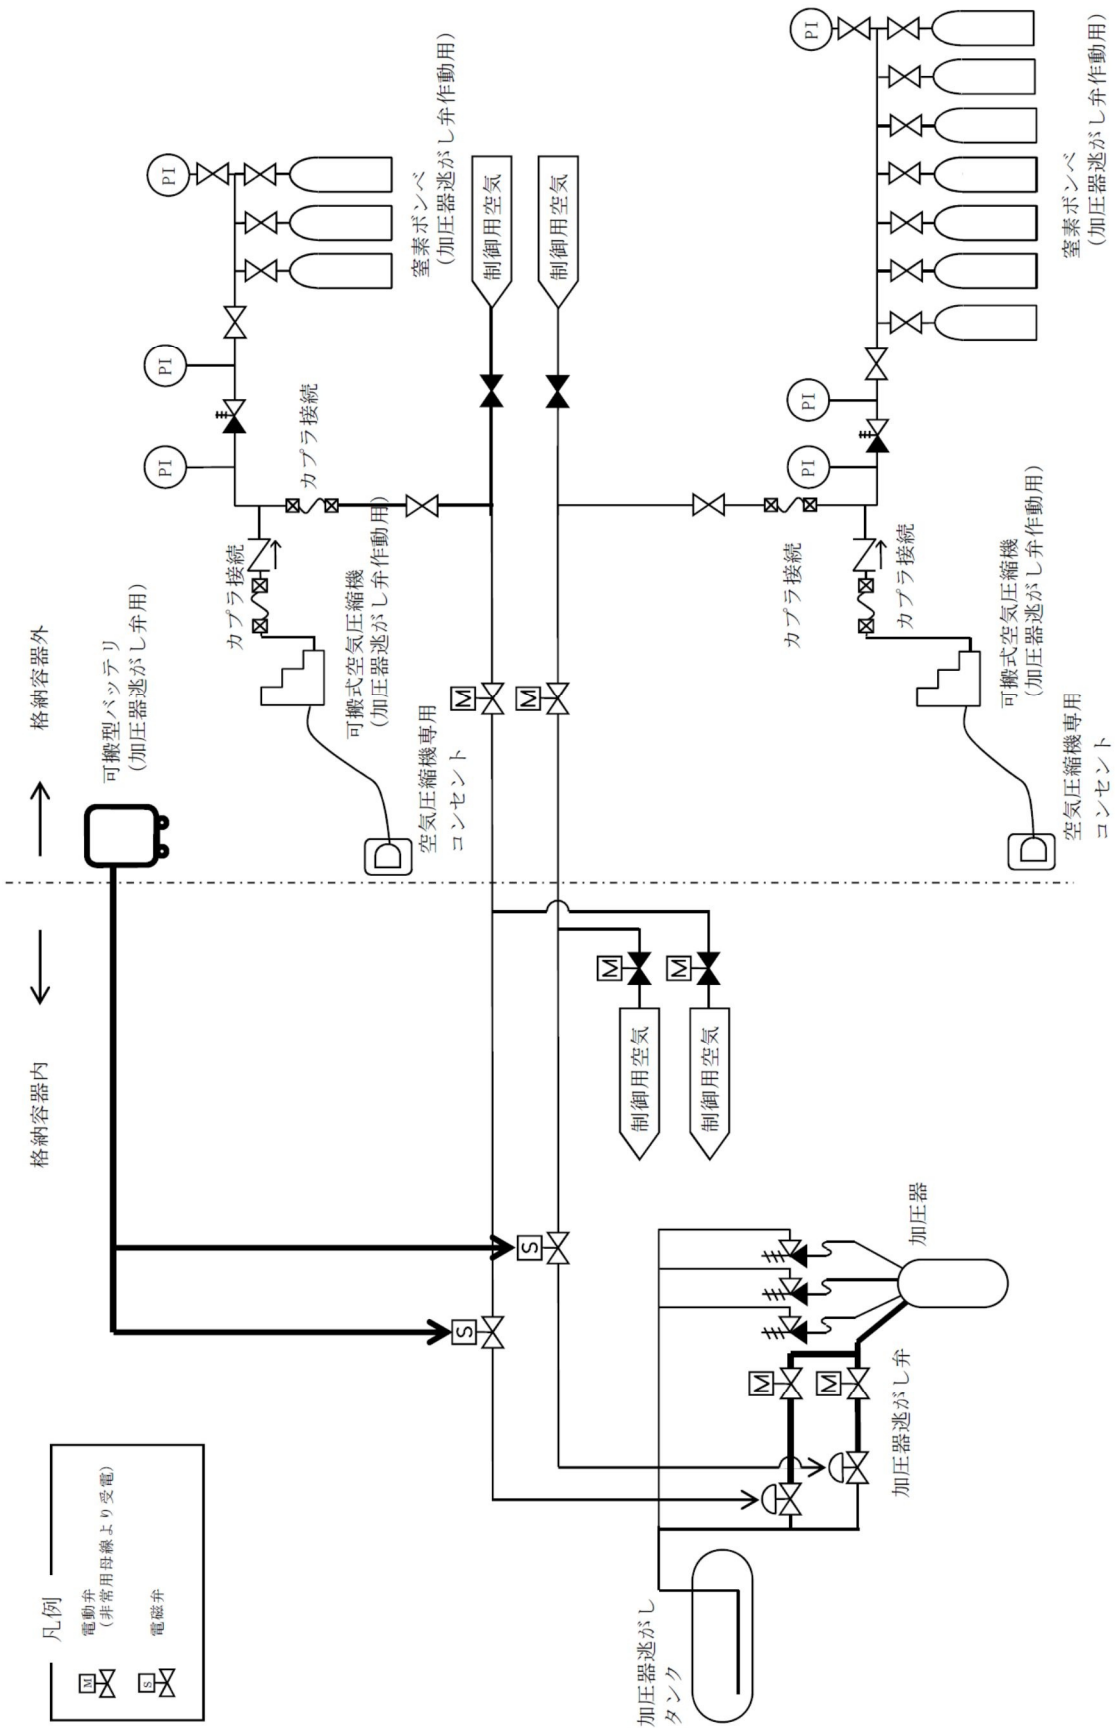 凡例
M
電動弁
(非常用母線より受電)
S
電磁弁
格納容器内
格納容器外
可搬型バッテリ
(加圧器逃がし弁用)
PI
PI
PI
窒素ボンベ
(加圧器逃がし弁作動用)
カプラ接続
カプラ接続
可搬式空気圧縮機
(加圧器逃がし弁作動用)
空気圧縮機専用
コンセント
制御用空気
制御用空気
M
M
S
S
M
M
制御用空気
制御用空気
PI
PI
PI
窒素ボンベ
(加圧器逃がし弁作動用)
カプラ接続
カプラ接続
可搬式空気圧縮機
(加圧器逃がし弁作動用)
空気圧縮機専用
コンセント
M
M
加圧器
加圧器逃がし弁
加圧器逃がし
タンク